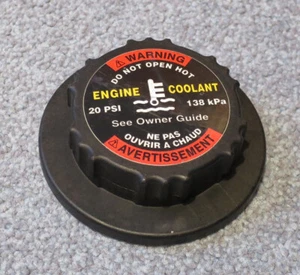 WARNING
DO NOT OPEN HOT
ENGINE COOLANT
20 PSI 138 kPa
See Owner Guide
NE PAS
OUVRIR A CHAUD
AVERTISSEMENT